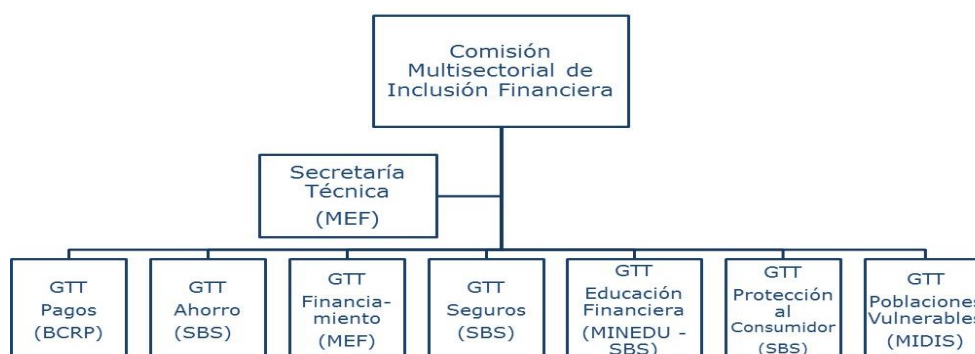 Comisión
Multisectorial de
Inclusión Financiera
Secretaría
Técnica
(MEF)
GTT
Pagos
(BCRP)
GTT
Ahorro
(SBS)
GTT
Financia-
miento
(MEF)
GTT
Seguros
(SBS)
GTT
Educación
Financiera
(MINEDU -
SBS)
GTT
Protección
al
Consumidor
(SBS)
GTT
Poblaciones
Vulnerables
(MIDIS)